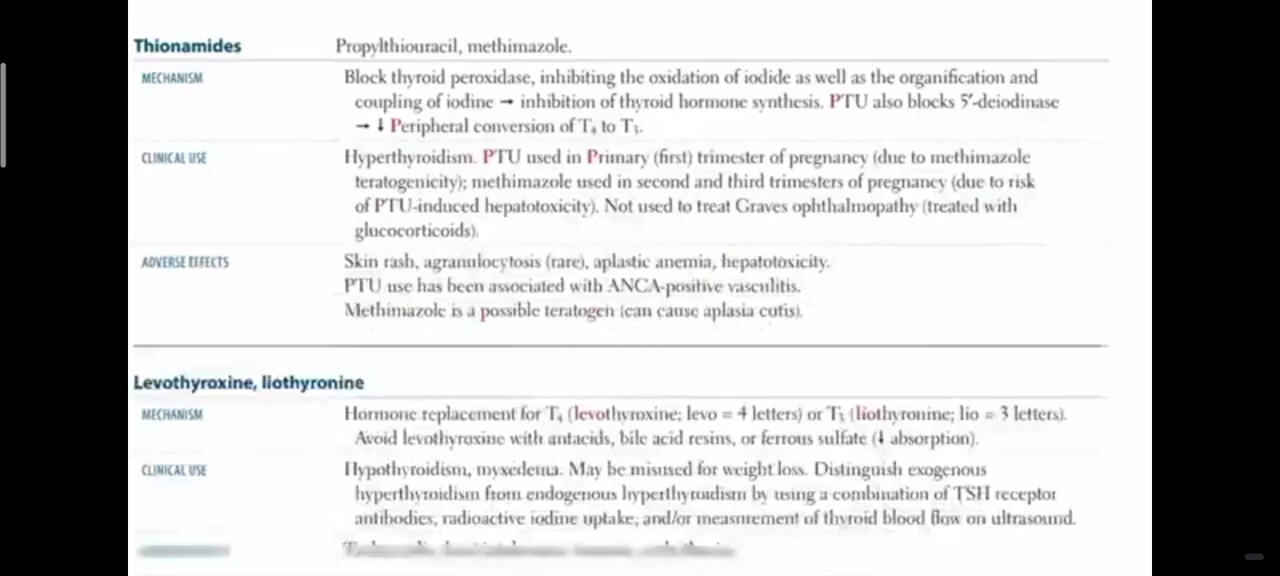 Thionamides Propylthiouracil, methimazole.
MECHANISM Block thyroid peroxidase, inhibiting the oxidation of iodide as well as the organification and
coupling of iodine → inhibition of thyroid hormone synthesis. PTU also blocks 5′-deiodinase
→ ↓ Peripheral conversion of T₄ to T₃.
CLINICAL USE Hyperthyroidism. PTU used in Primary (first) trimester of pregnancy (due to methimazole
teratogenicity); methimazole used in second and third trimesters of pregnancy (due to risk
of PTU-induced hepatotoxicity). Not used to treat Graves ophthalmopathy (treated with
glucocorticoids).
ADVERSE EFFECTS Skin rash, agranulocytosis (rare), aplastic anemia, hepatotoxicity.
PTU use has been associated with ANCA-positive vasculitis.
Methimazole is a possible teratogen (can cause aplasia cutis).
Levothyroxine, liothyronine
MECHANISM Hormone replacement for T₄ (levothyroxine; levo = 4 letters) or T₃ (liothyronine; lio = 3 letters).
Avoid levothyroxine with antacids, bile acid resins, or ferrous sulfate (↓ absorption).
CLINICAL USE Hypothyroidism, myxedema. May be misused for weight loss. Distinguish exogenous
hyperthyroidism from endogenous hyperthyroidism by using a combination of TSH receptor
antibodies, radioactive iodine uptake, and/or measurement of thyroid blood flow on ultrasound.